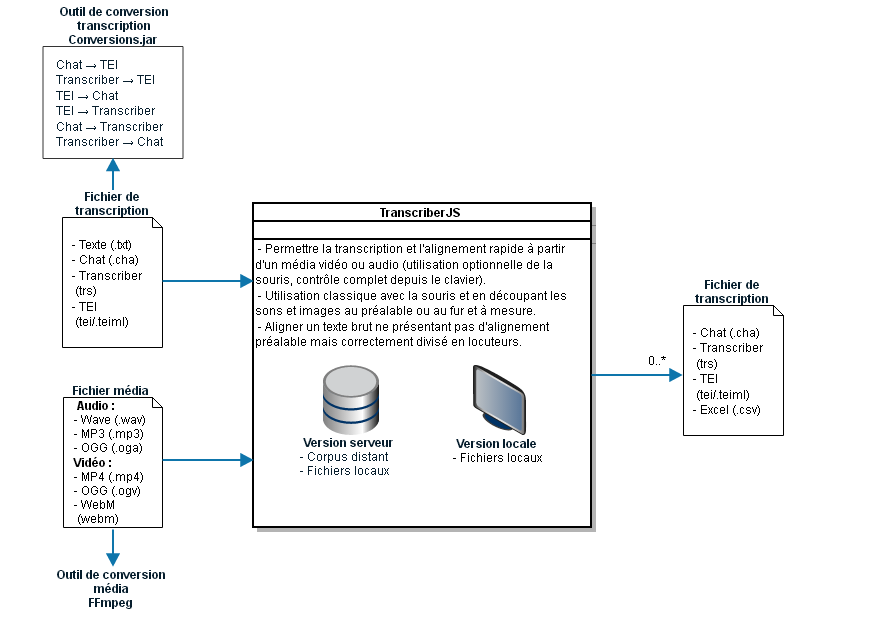 Outil de conversion
transcription
Conversions.jar
Chat → TEI
Transcriber → TEI
TEI → Chat
TEI → Transcriber
Chat → Transcriber
Transcriber → Chat
Fichier de
transcription
- Texte (.txt)
- Chat (.cha)
- Transcriber
(trs)
- TEI
(tei/.teiml)
Fichier média
Audio :
- Wave (.wav)
- MP3 (.mp3)
- OGG (.oga)
Vidéo :
- MP4 (.mp4)
- OGG (.ogv)
- WebM
(webm)
Outil de conversion
média
FFmpeg
TranscriberJS
- Permettre la transcription et l'alignement rapide à partir
d'un média vidéo ou audio (utilisation optionnelle de la
souris, contrôle complet depuis le clavier).
- Utilisation classique avec la souris et en découpant les
sons et images au préalable ou au fur et à mesure.
- Aligner un texte brut ne présentant pas d'alignement
préalable mais correctement divisé en locuteurs.
Version serveur
- Corpus distant
- Fichiers locaux
Version locale
- Fichiers locaux
0..*
Fichier de
transcription
- Chat (.cha)
- Transcriber
(trs)
- TEI
(tei/.teiml)
- Excel (.csv)